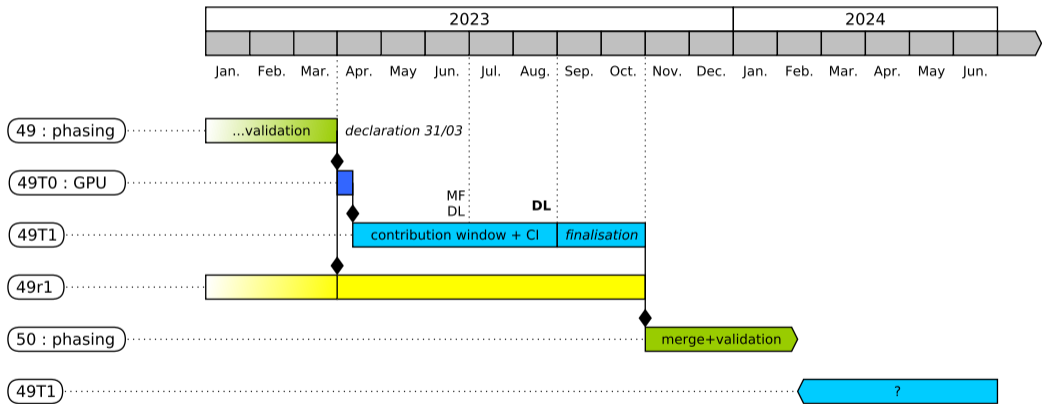 2023 2024
Jan. Feb. Mar. Apr. May Jun. Jul. Aug. Sep. Oct. Nov. Dec. Jan. Feb. Mar. Apr. May Jun.
49 : phasing ...validation declaration 31/03
49T0 : GPU
MF
DL DL
49T1 contribution window + CI finalisation
49r1
50 : phasing merge+validation
49T1 ?